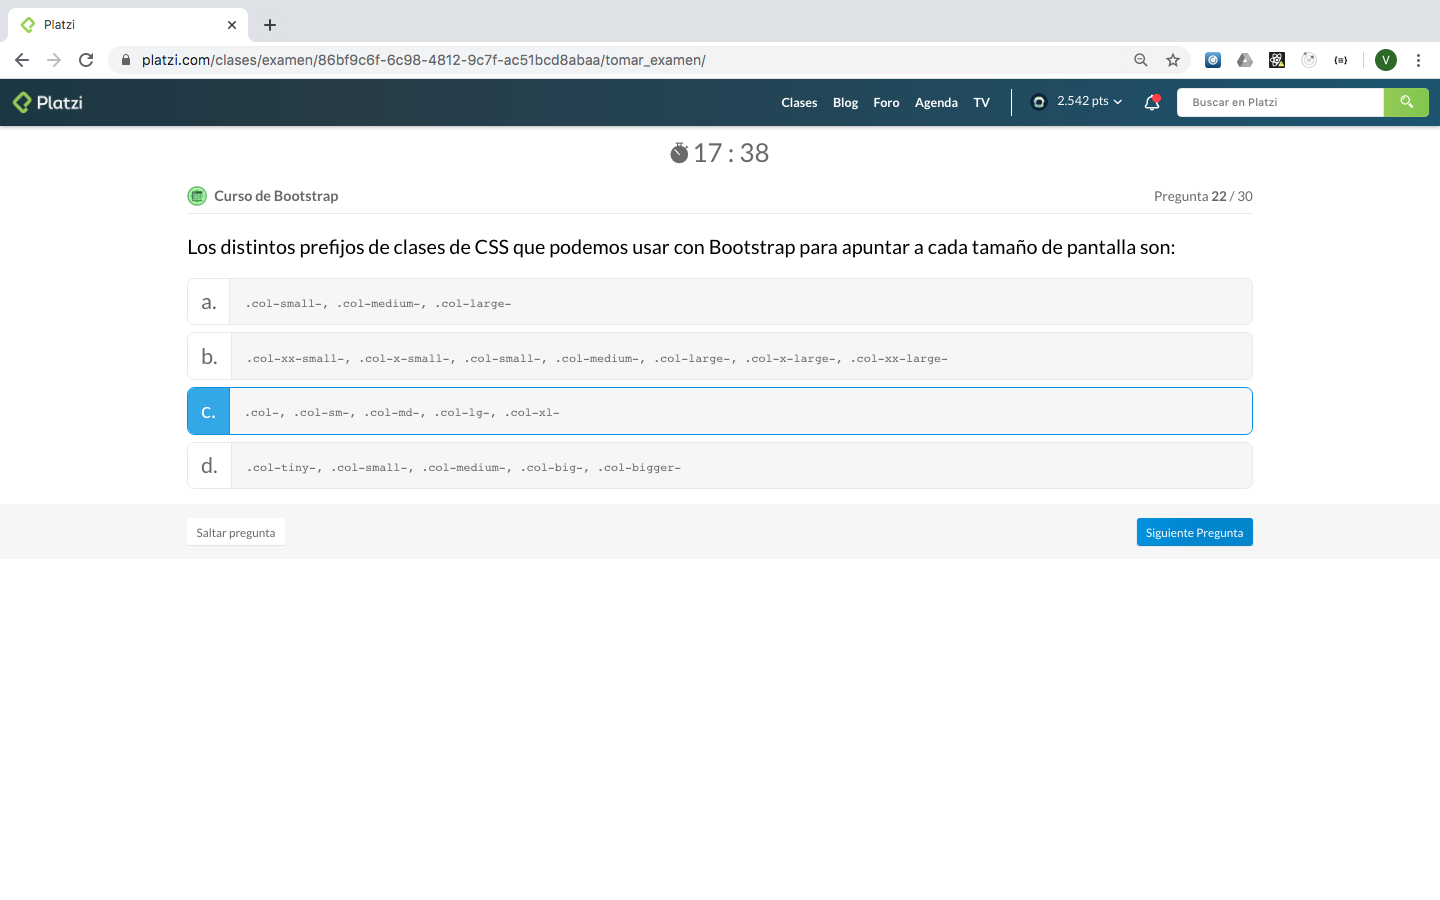 Platzi
platzi.com/clases/examen/86bf9c6f-6c98-4812-9c7f-ac51bcd8abaa/tomar_examen/
V
Platzi
Clases
Blog
Foro
Agenda
TV
2.542 pts
Buscar en Platzi
17 : 38
Curso de Bootstrap
Pregunta 22 / 30
Los distintos prefijos de clases de CSS que podemos usar con Bootstrap para apuntar a cada tamaño de pantalla son:
a. .col-small-, .col-medium-, .col-large-
b. .col-xx-small-, .col-x-small-, .col-small-, .col-medium-, .col-large-, .col-x-large-, .col-xx-large-
c. .col-, .col-sm-, .col-md-, .col-lg-, .col-xl-
d. .col-tiny-, .col-small-, .col-medium-, .col-big-, .col-bigger-
Saltar pregunta
Siguiente Pregunta